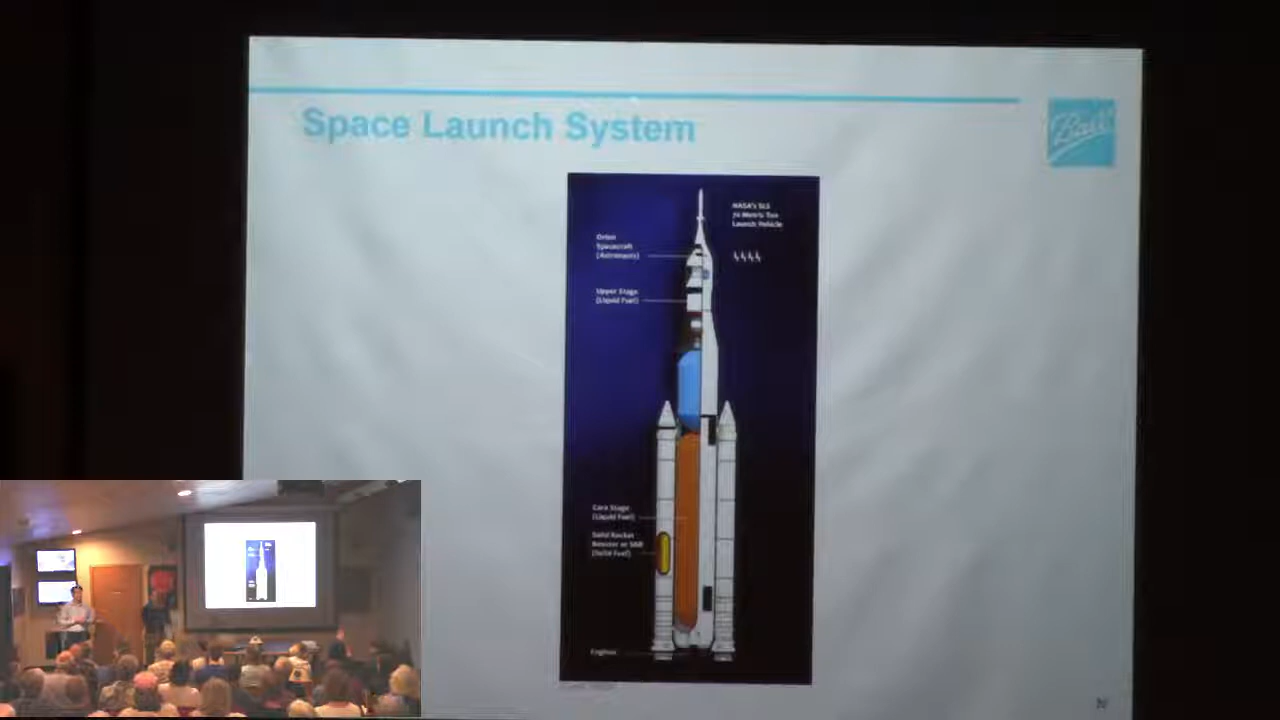 Space Launch System
Ball
NASA's SLS
70 Metric Ton
Launch Vehicle
Orion
Spacecraft
(Astronauts)
Upper Stage
(Liquid Fuel)
Core Stage
(Liquid Fuel)
Solid Rocket
Booster or SRB
(Solid Fuel)
Engines